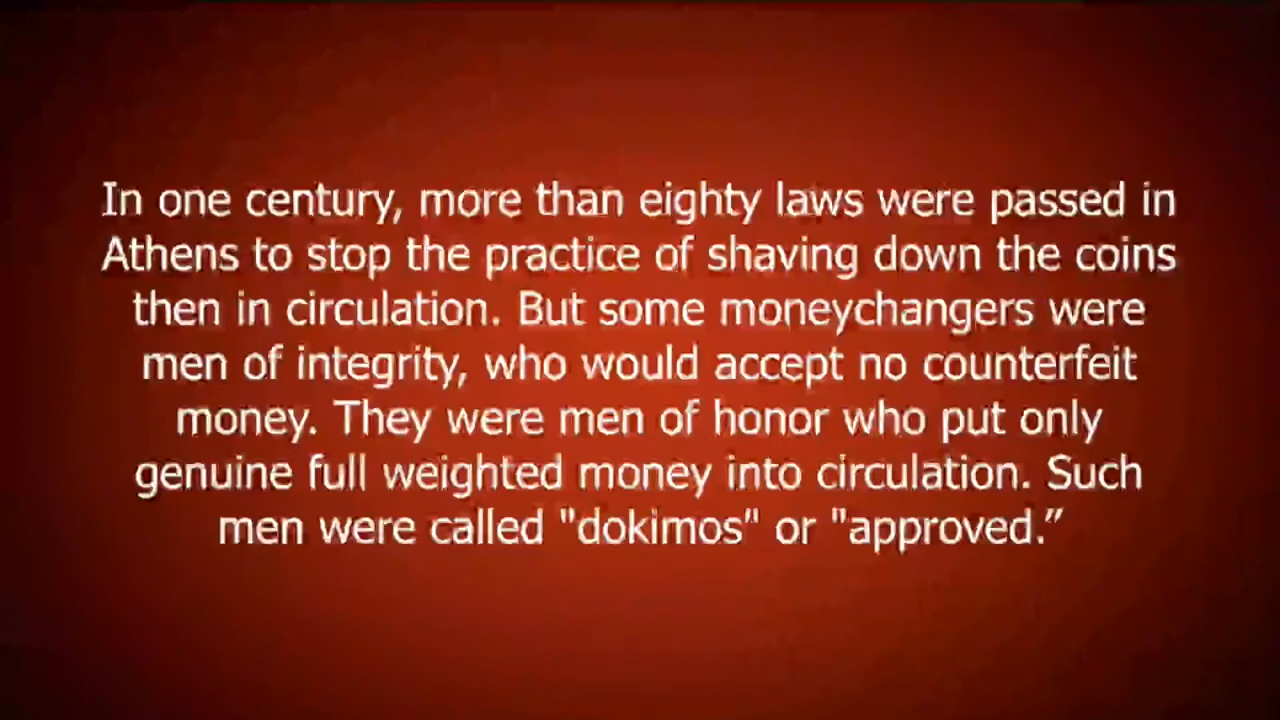 In one century, more than eighty laws were passed in
Athens to stop the practice of shaving down the coins
then in circulation. But some moneychangers were
men of integrity, who would accept no counterfeit
money. They were men of honor who put only
genuine full weighted money into circulation. Such
men were called "dokimos" or "approved.”